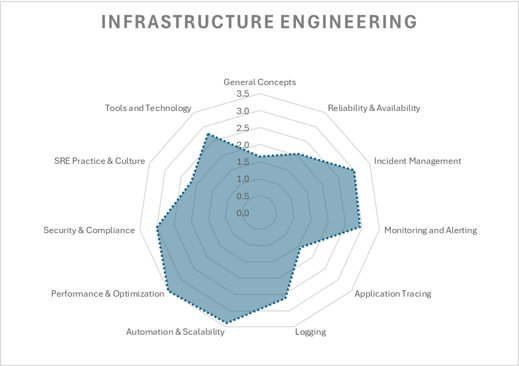 INFRASTRUCTURE ENGINEERING
General Concepts
3.5
Tools and Technology
Reliability & Availability
3.0
2.5
2.0
1.5
SRE Practice & Culture
Incident Management
1.0
0.5
0.0
Security & Compliance
Monitoring and Alerting
Performance & Optimization
Application Tracing
Automation & Scalability
Logging